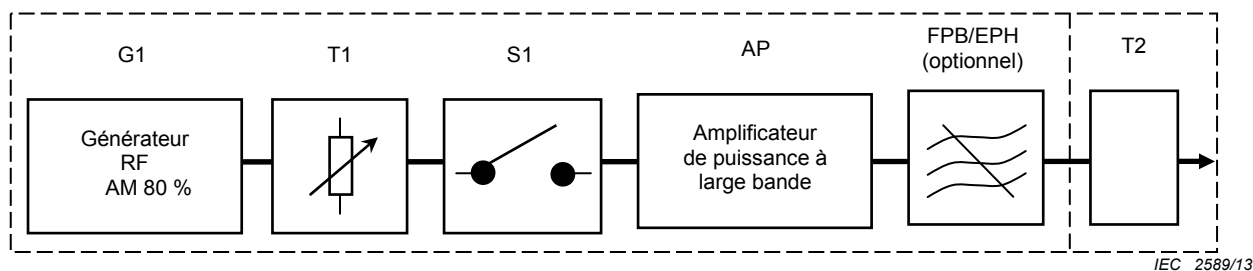 G1
T1
S1
AP
FPB/EPH
(optionnel)
T2
Générateur
RF
AM 80 %
Amplificateur
de puissance à
large bande
IEC 2589/13